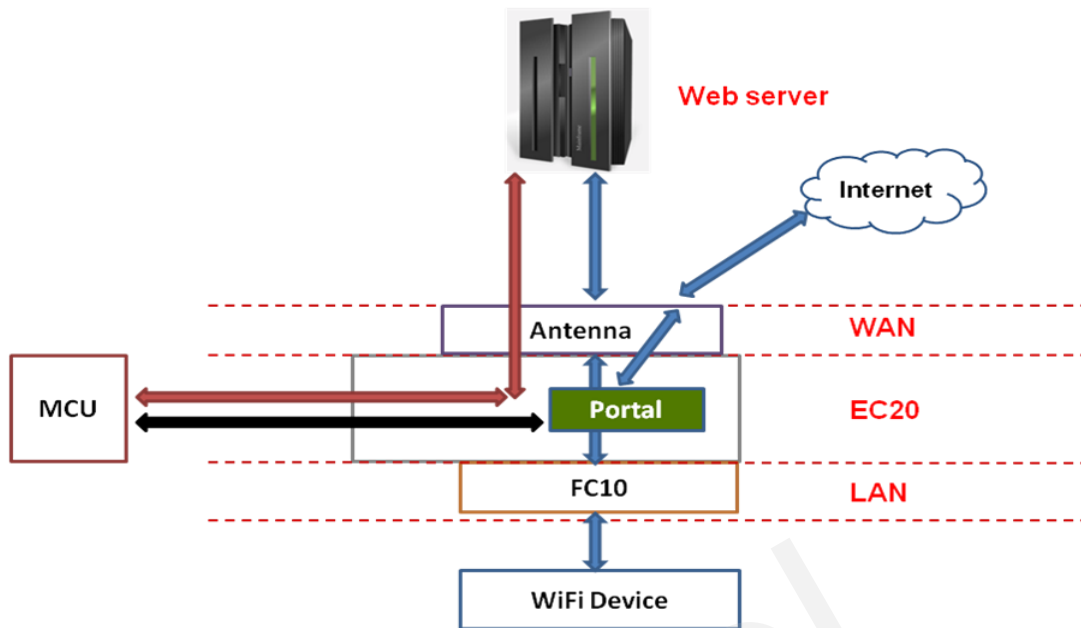 Web server
Internet
Antenna
WAN
MCU
Portal
EC20
FC10
LAN
WiFi Device